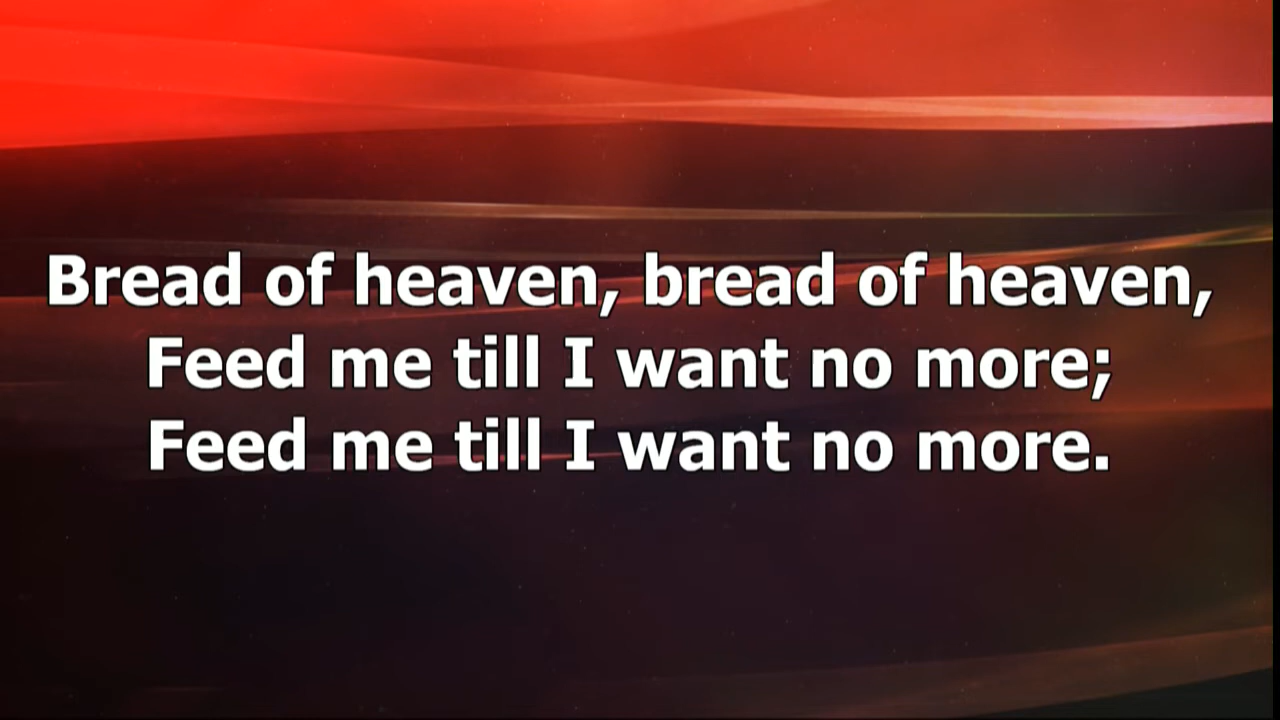 Bread of heaven, bread of heaven,
Feed me till I want no more;
Feed me till I want no more.